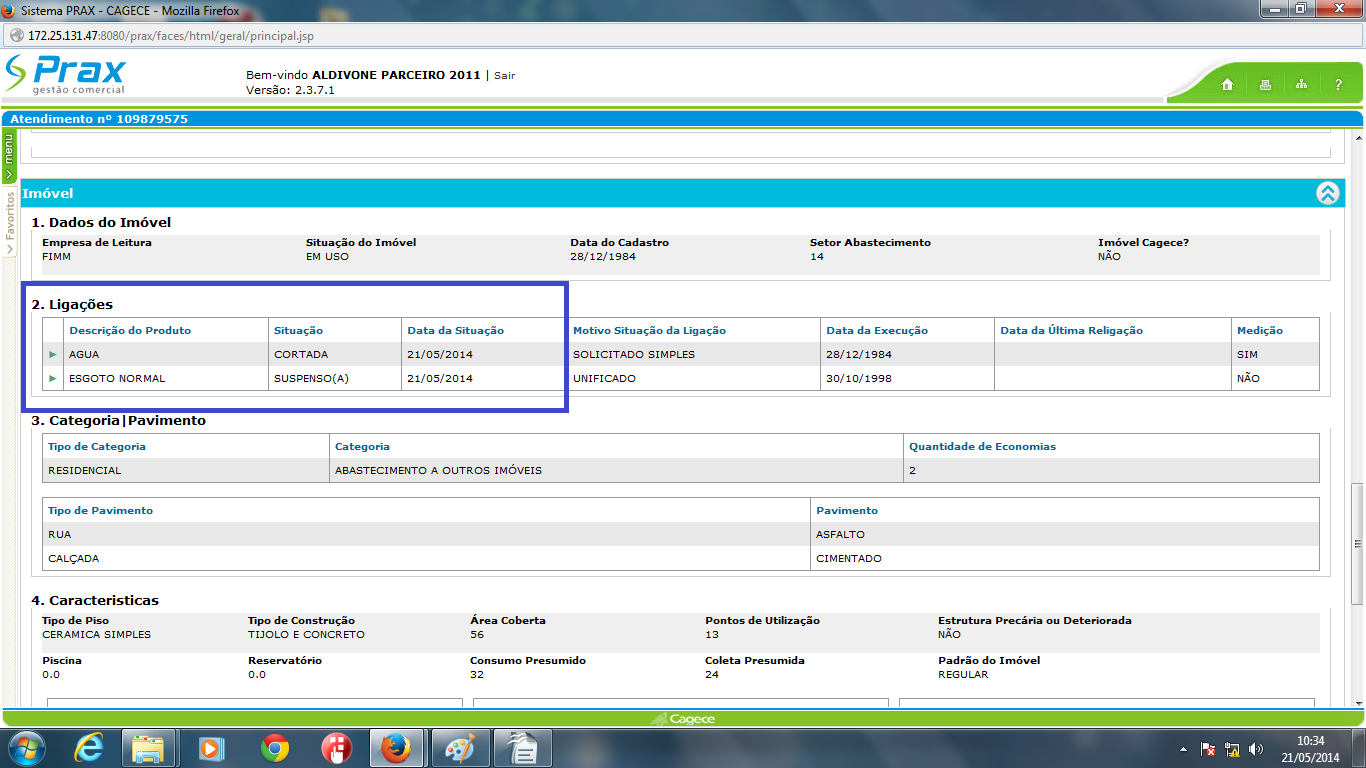 Sistema PRAX - CAGECE - Mozilla Firefox
172.25.131.47:8080/prax/faces/html/geral/principal.jsp
Prax
gestão comercial
Bem-vindo ALDIVONE PARCEIRO 2011 | Sair
Versão: 2.3.7.1
?
Atendimento nº 109879575
menu
Favoritos
Imóvel
1. Dados do Imóvel
Empresa de Leitura Situação do Imóvel Data do Cadastro Setor Abastecimento Imóvel Cagece?
FIMM EM USO 28/12/1984 14 NÃO
2. Ligações
Descrição do Produto Situação Data da Situação Motivo Situação da Ligação Data da Execução Data da Última Religação Medição
AGUA CORTADA 21/05/2014 SOLICITADO SIMPLES 28/12/1984 SIM
ESGOTO NORMAL SUSPENSO(A) 21/05/2014 UNIFICADO 30/10/1998 NÃO
3. Categoria|Pavimento
Tipo de Categoria Categoria Quantidade de Economias
RESIDENCIAL ABASTECIMENTO A OUTROS IMÓVEIS 2
Tipo de Pavimento Pavimento
RUA ASFALTO
CALÇADA CIMENTADO
4. Caracteristicas
Tipo de Piso Tipo de Construção Área Coberta Pontos de Utilização Estrutura Precária ou Deteriorada
CERAMICA SIMPLES TIJOLO E CONCRETO 56 13 NÃO
Piscina Reservatório Consumo Presumido Coleta Presumida Padrão do Imóvel
0.0 0.0 32 24 REGULAR
Cagece
10:34
21/05/2014